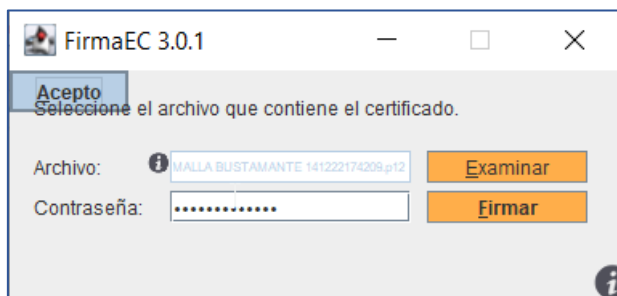 FirmaEC 3.0.1
Acepto
Seleccione el archivo que contiene el certificado.
Archivo: MALLA BUSTAMANTE 141222174209.p12 Examinar
Contraseña: ••••••••••••• Firmar